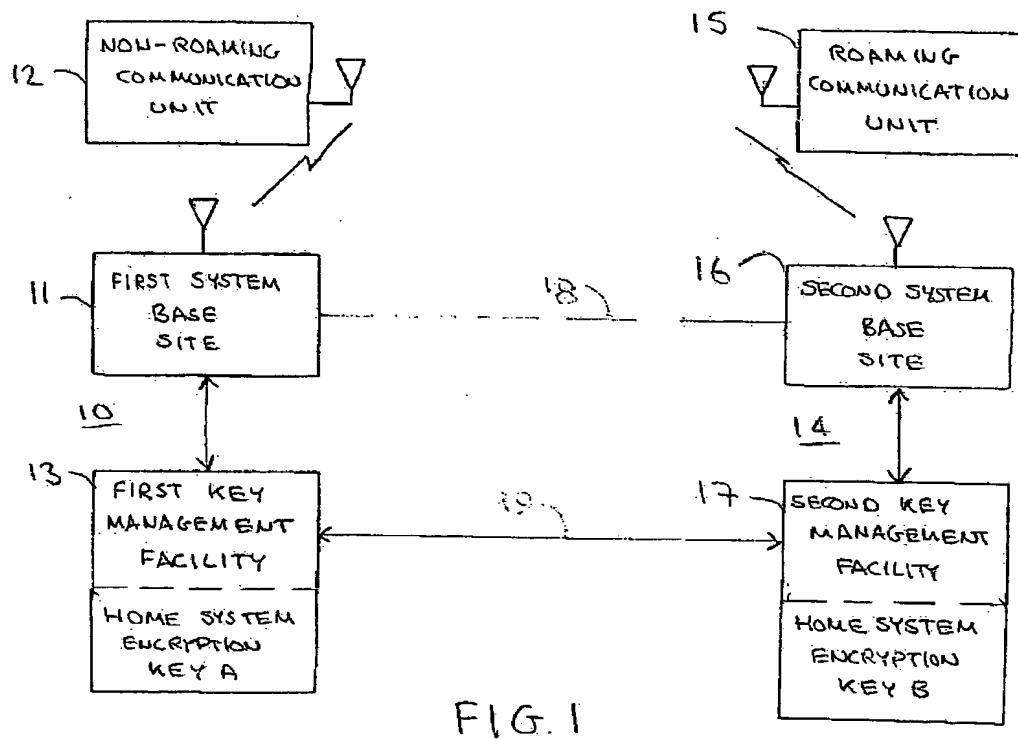 NON-ROAMING
COMMUNICATION
UNIT
12
15
ROAMING
COMMUNICATION
UNIT
11
FIRST SYSTEM
BASE
SITE
18
16
SECOND SYSTEM
BASE
SITE
10
14
13
FIRST KEY
MANAGEMENT
FACILITY
HOME SYSTEM
ENCRYPTION
KEY A
19
17
SECOND KEY
MANAGEMENT
FACILITY
HOME SYSTEM
ENCRYPTION
KEY B
FIG.1